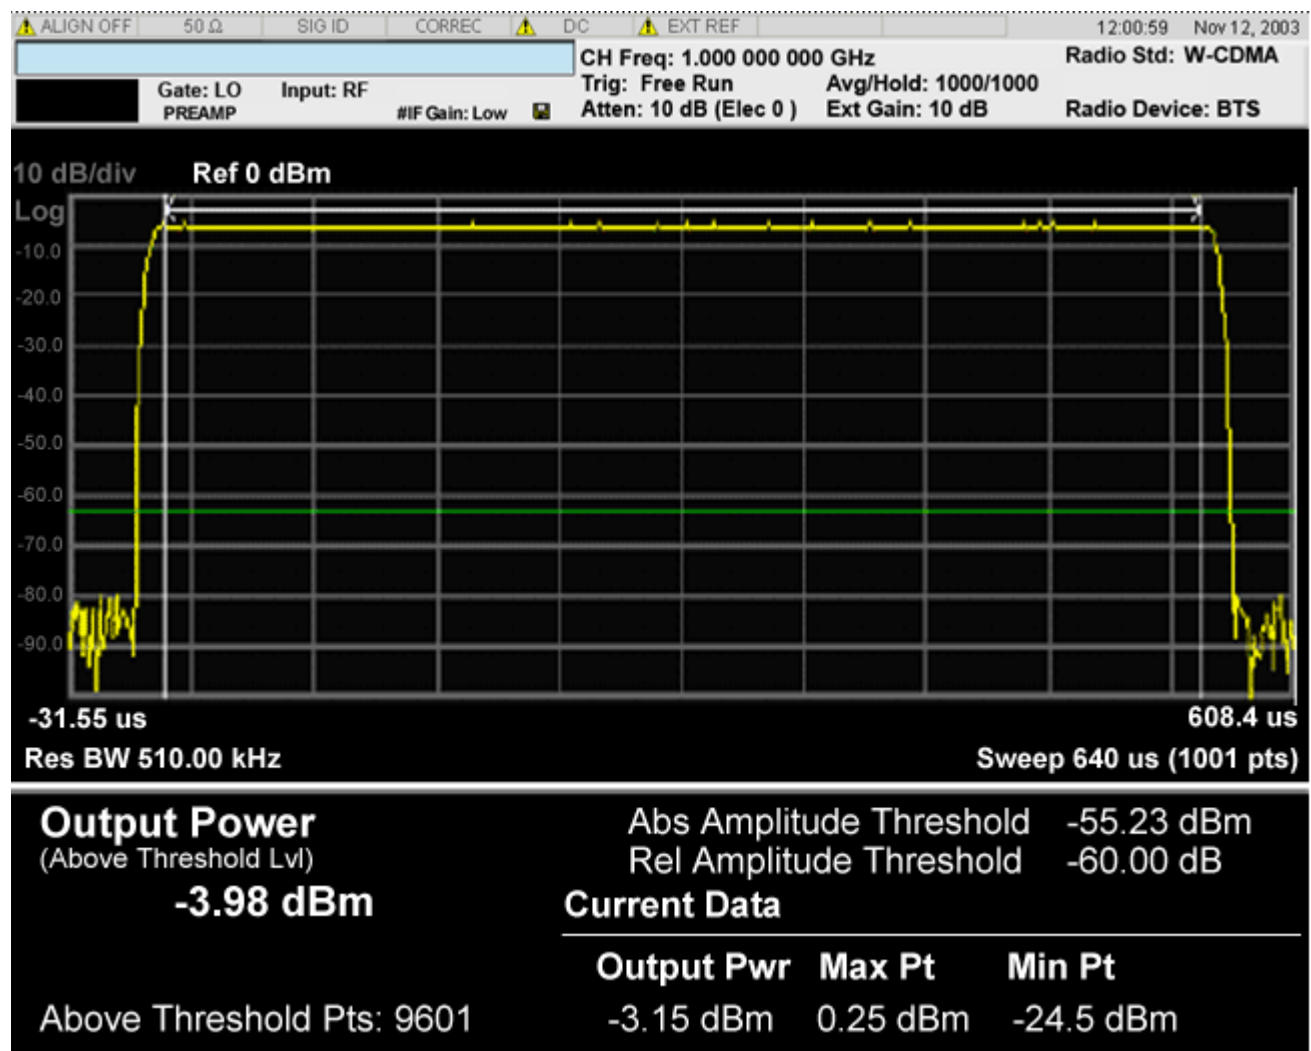 ALIGN OFF 50 Ω SIG ID CORREC DC EXT REF 12:00:59 Nov 12, 2003
CH Freq: 1.000 000 000 GHz Radio Std: W-CDMA
Gate: LO Input: RF Trig: Free Run Avg/Hold: 1000/1000
PREAMP #IF Gain: Low Atten: 10 dB (Elec 0 ) Ext Gain: 10 dB Radio Device: BTS
10 dB/div Ref 0 dBm
Log
-10.0
-20.0
-30.0
-40.0
-50.0
-60.0
-70.0
-80.0
-90.0
-31.55 us 608.4 us
Res BW 510.00 kHz Sweep 640 us (1001 pts)
Output Power Abs Amplitude Threshold -55.23 dBm
(Above Threshold Lvl) Rel Amplitude Threshold -60.00 dB
-3.98 dBm Current Data
Output Pwr Max Pt Min Pt
Above Threshold Pts: 9601 -3.15 dBm 0.25 dBm -24.5 dBm